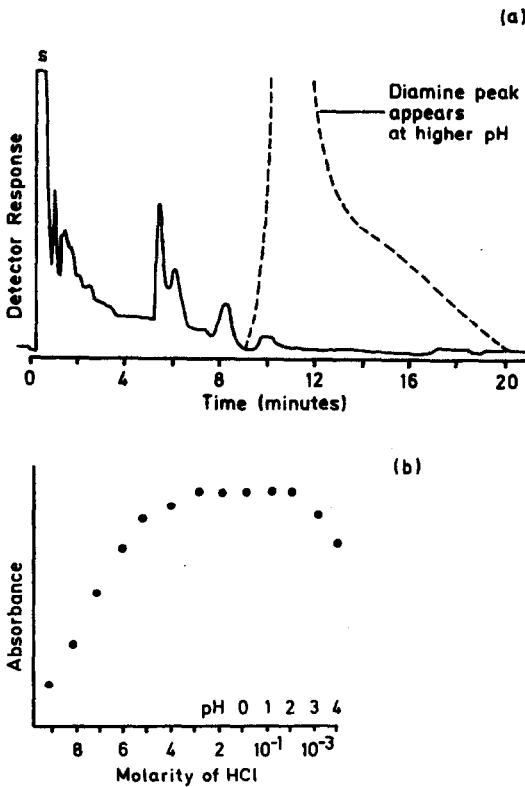 (a)
S
Diamine peak
appears
at higher pH
Detector Response
0 4 8 12 16 20
Time (minutes)
(b)
Absorbance
pH 0 1 2 3 4
8 6 4 2 10⁻¹ 10⁻³
Molarity of HCl